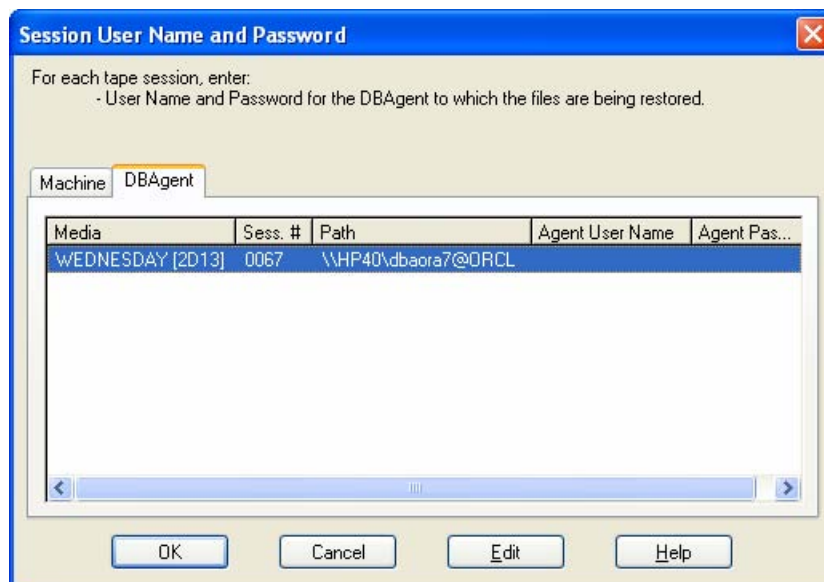 Session User Name and Password
For each tape session, enter:
- User Name and Password for the DBAgent to which the files are being restored.
Machine DBAgent
Media Sess. # Path Agent User Name Agent Pas...
WEDNESDAY [2D13] 0067 \\HP40\dbaora7@ORCL
OK Cancel Edit Help